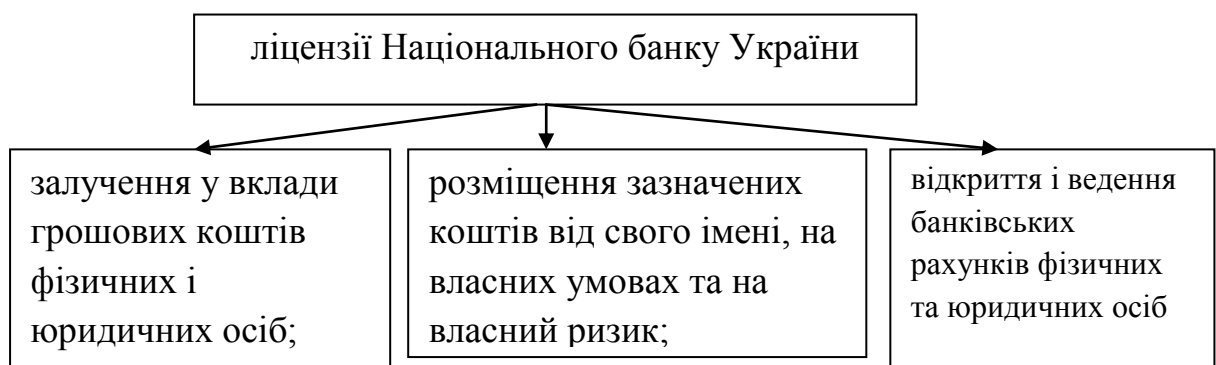 ліцензії Національного банку України
залучення у вклади
грошових коштів
фізичних і
юридичних осіб;
розміщення зазначених
коштів від свого імені, на
власних умовах та на
власний ризик;
відкриття і ведення
банківських
рахунків фізичних
та юридичних осіб